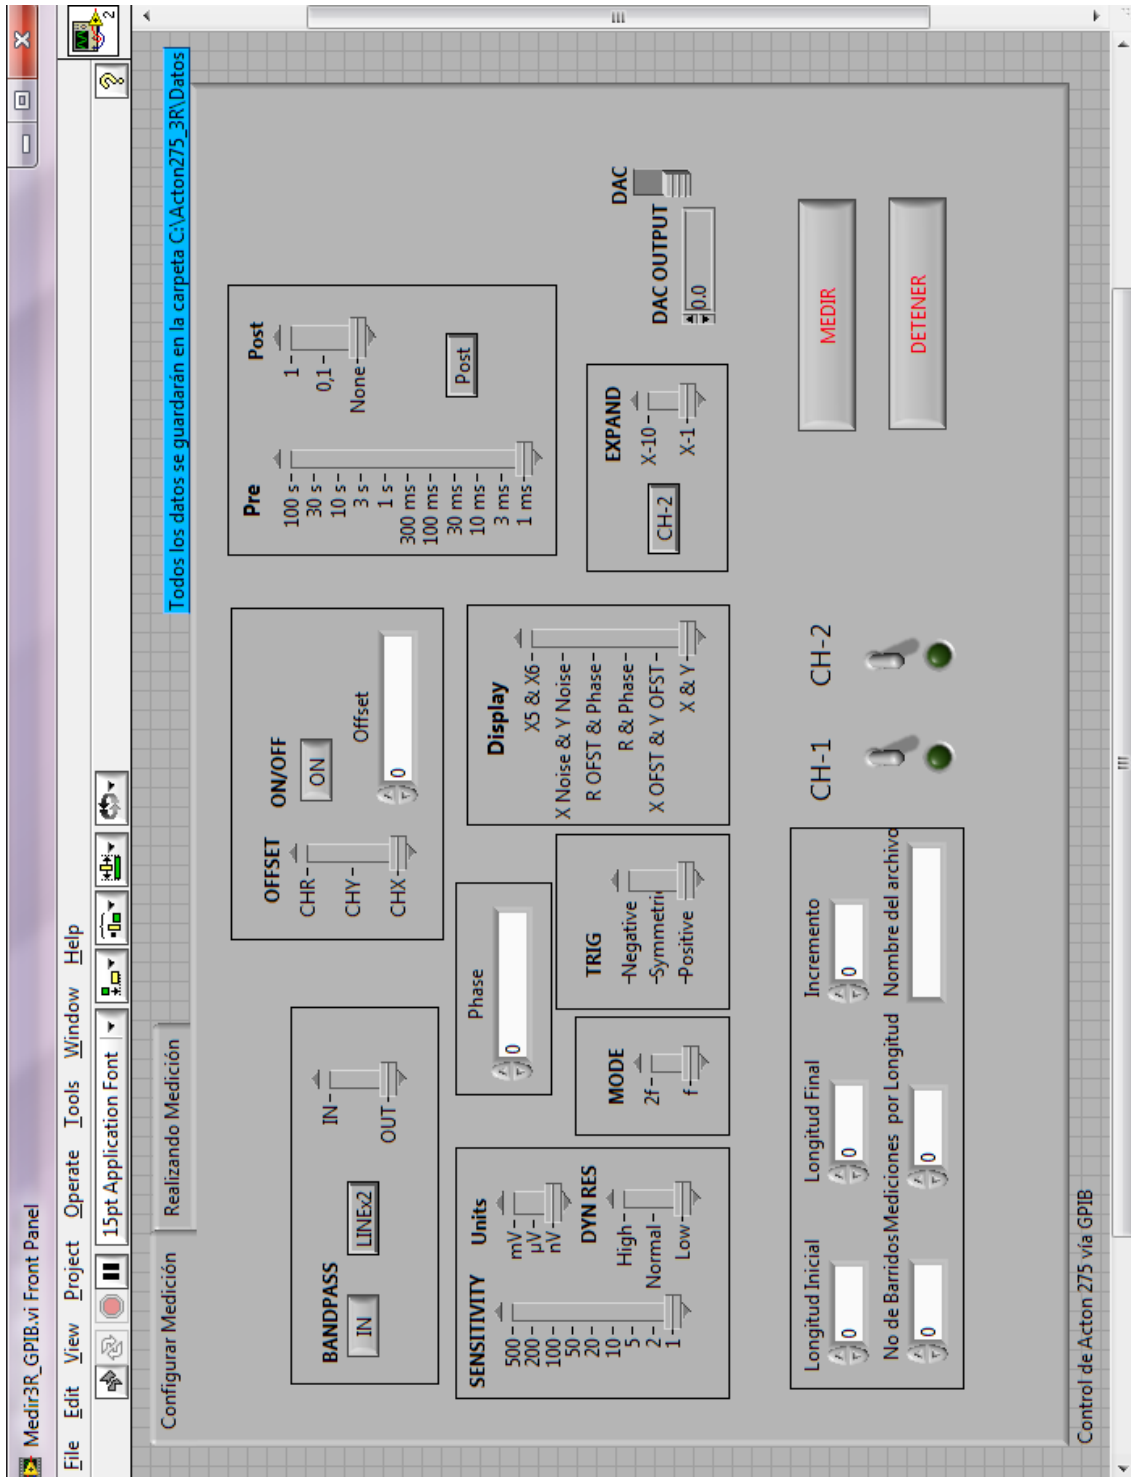 Medir3R_GPIB.vi Front Panel
File Edit View Project Operate Tools Window Help
15pt Application Font
2
Configurar Medición
Realizando Medición
Todos los datos se guardarán en la carpeta C:\Acton275_3R\Datos
BANDPASS
IN
LINEx2
IN
OUT
OFFSET
CHR
CHY
CHX
ON/OFF
ON
Offset
0
Pre
100 s
30 s
10 s
3 s
1 s
300 ms
100 ms
30 ms
10 ms
3 ms
1 ms
Post
1
0,1
None
Post
SENSITIVITY
500
200
100
50
20
10
5
2
1
Units
mV
µV
nV
DYN RES
High
Normal
Low
Phase
0
MODE
2f
f
TRIG
Negative
Symmetri
Positive
Display
X5 & X6
X Noise & Y Noise
R OFST & Phase
R & Phase
X OFST & Y OFST
X & Y
EXPAND
CH-2
X-10
X-1
DAC OUTPUT
0.0
DAC
Longitud Inicial
0
Longitud Final
0
Incremento
0
No de Barridos
0
Mediciones por Longitud
0
Nombre del archivo
CH-1
CH-2
MEDIR
DETENER
Control de Acton 275 vía GPIB